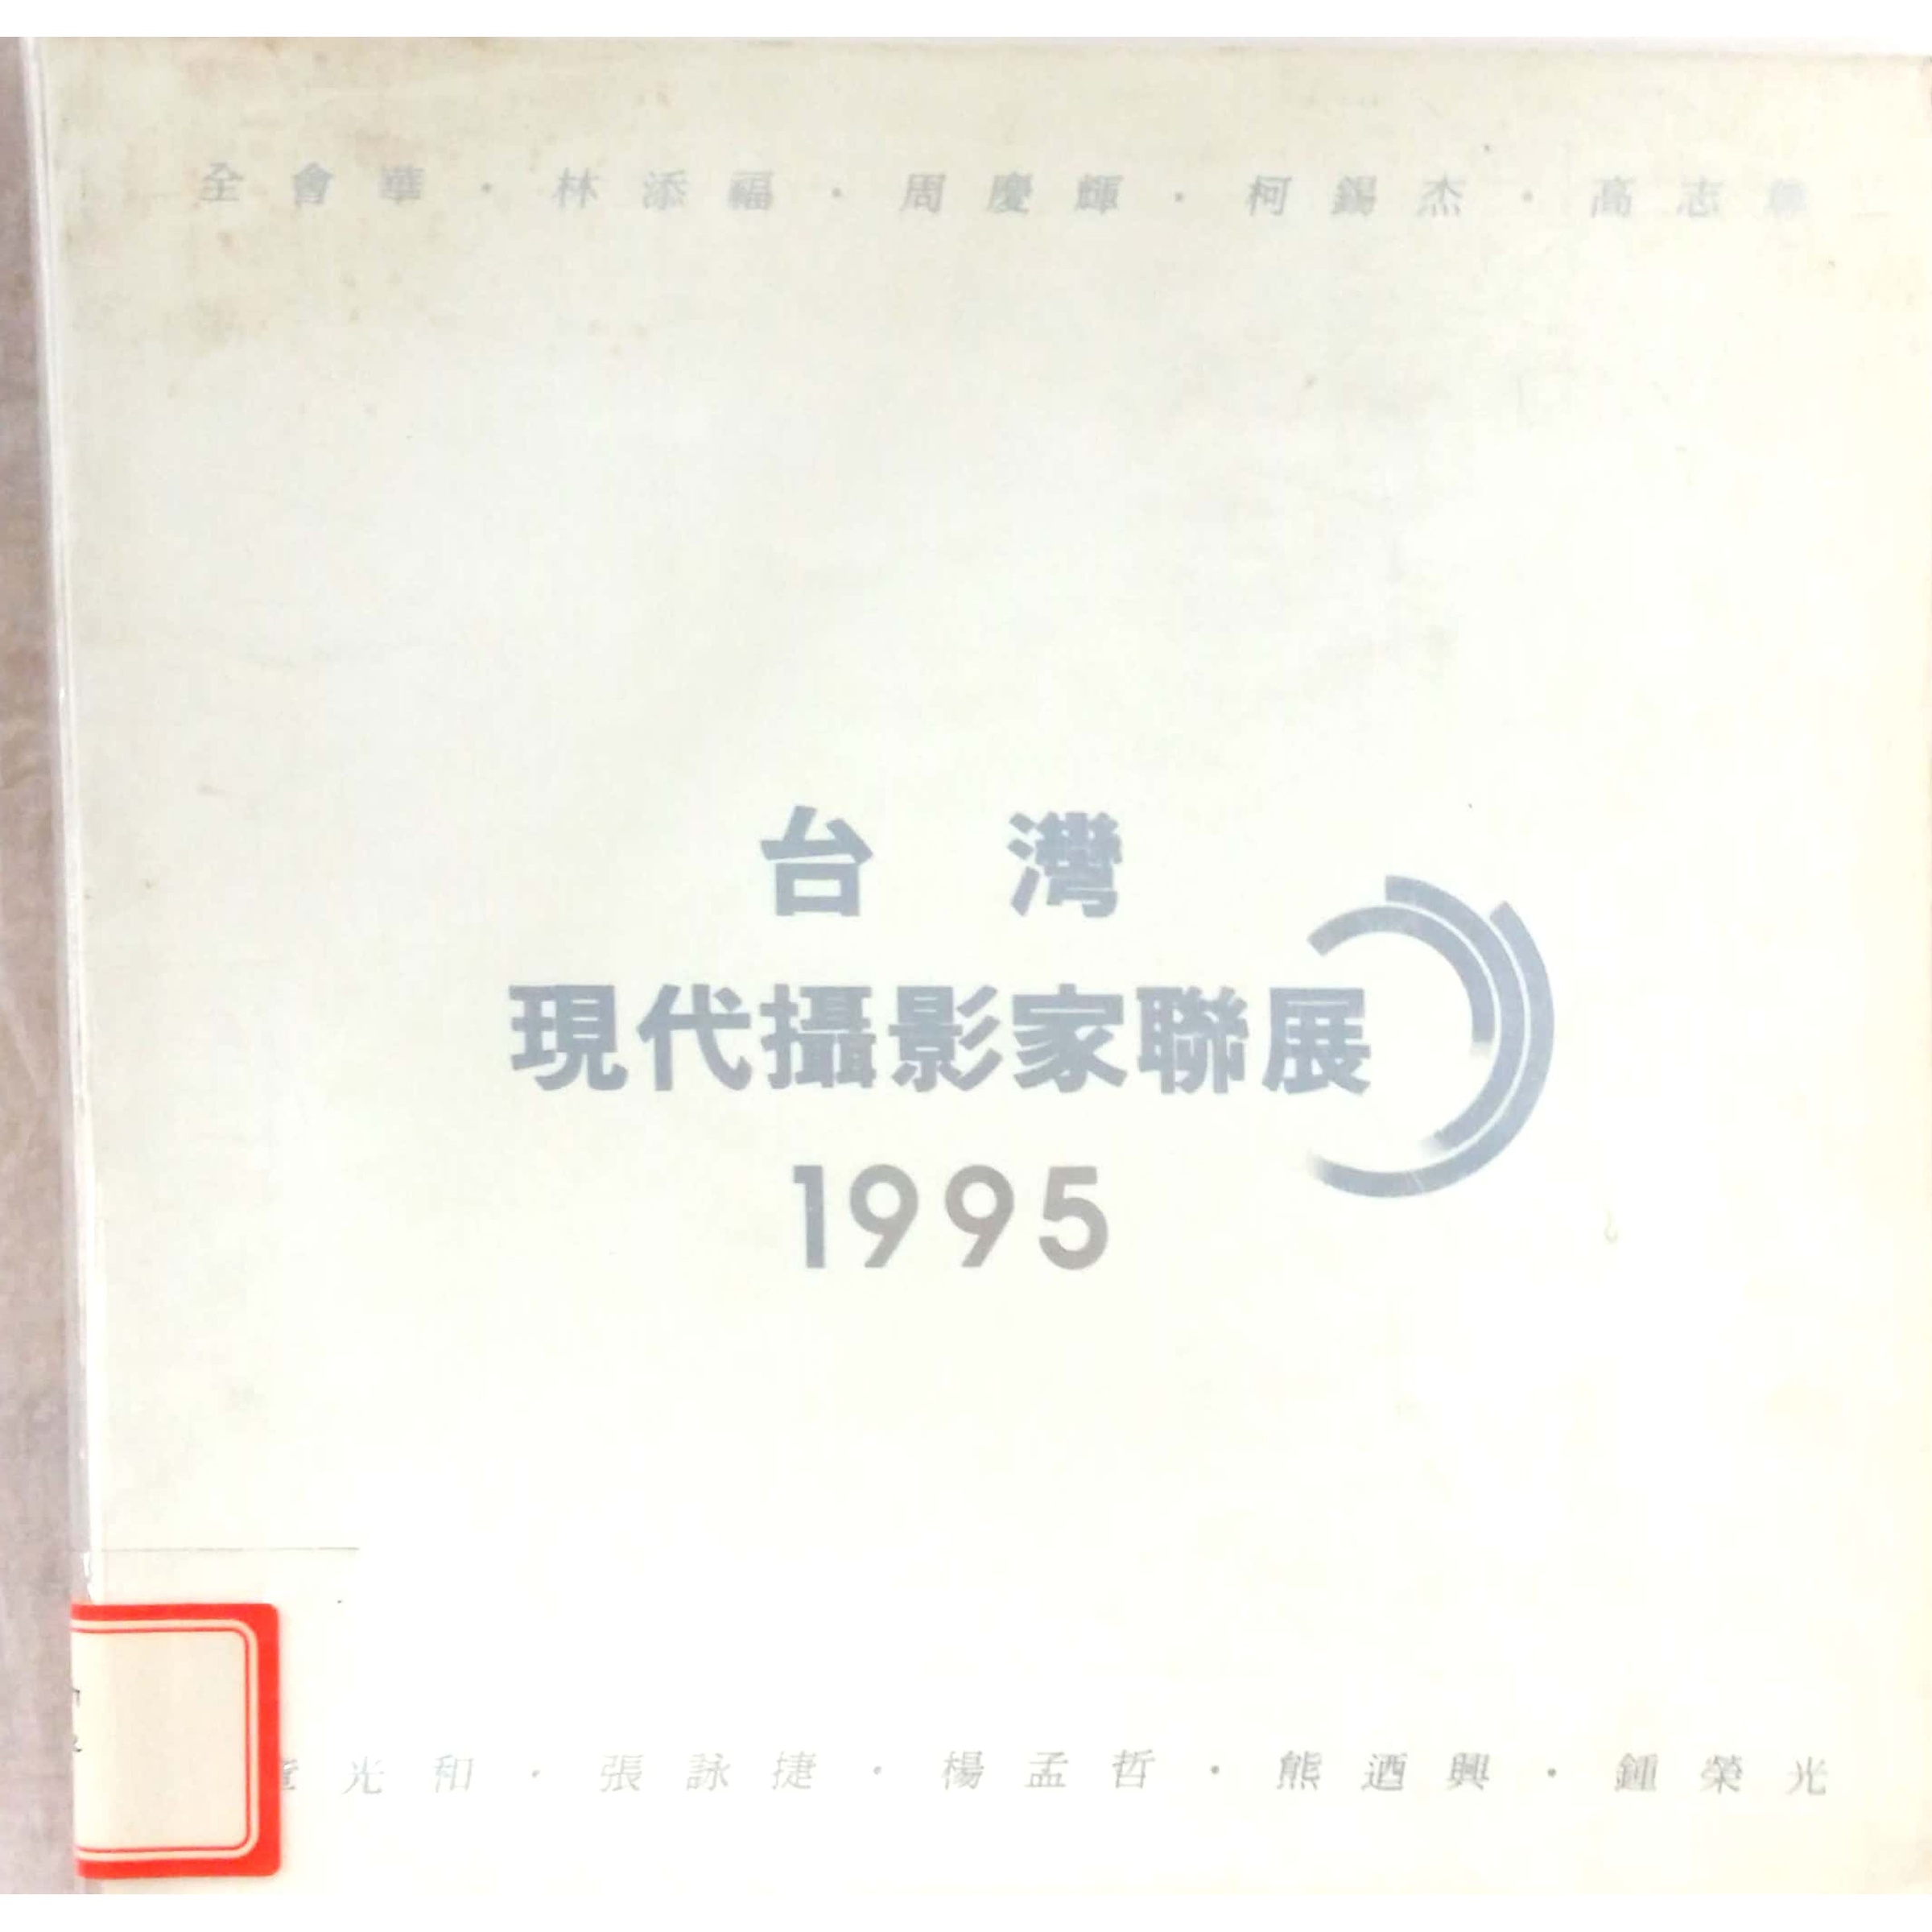 全會華・林添福・周慶輝・柯錫杰・高志尊
台灣
現代攝影家聯展
1995
章光和・張詠捷・楊孟哲・熊迺興・鍾榮光